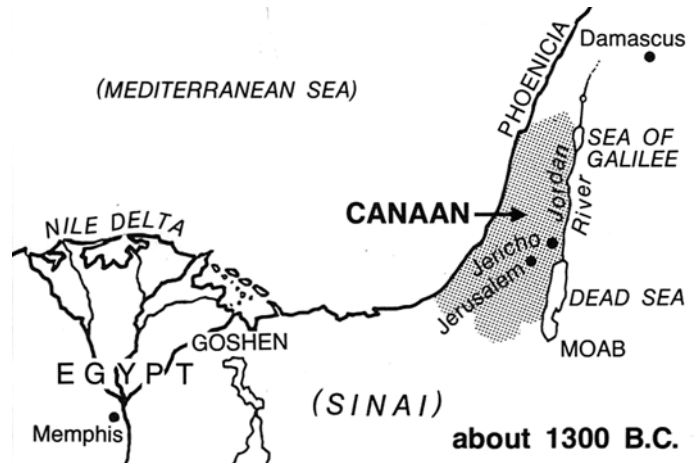 Damascus
(MEDITERRANEAN SEA)
PHOENICIA
SEA OF
GALILEE
Jordan
River
CANAAN
NILE DELTA
Jericho
Jerusalem
DEAD SEA
GOSHEN
MOAB
EGYPT
(SINAI)
Memphis
about 1300 B.C.